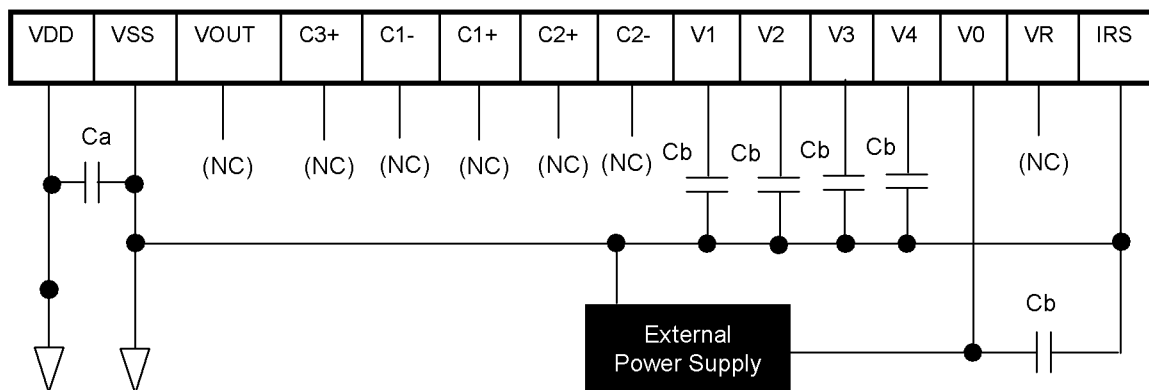 VDD VSS VOUT C3+ C1- C1+ C2+ C2- V1 V2 V3 V4 V0 VR IRS
Ca
(NC) (NC) (NC) (NC) (NC) (NC) Cb Cb Cb Cb (NC)
External
Power Supply
Cb